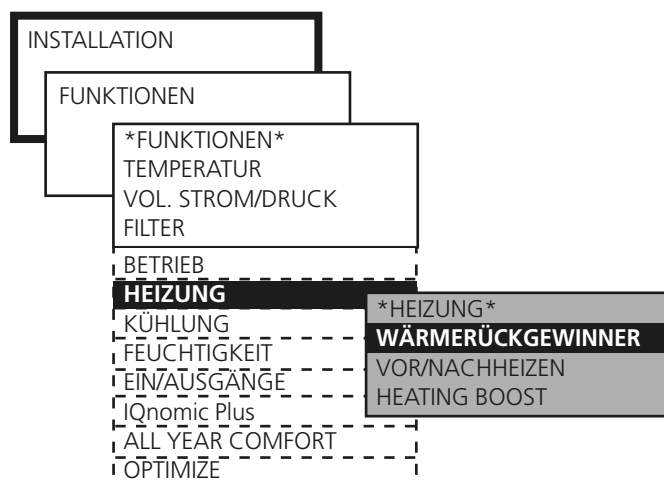 INSTALLATION
FUNKTIONEN
*FUNKTIONEN*
TEMPERATUR
VOL. STROM/DRUCK
FILTER
BETRIEB
HEIZUNG
KÜHLUNG
FEUCHTIGKEIT
EIN/AUSGÄNGE
IQnomic Plus
ALL YEAR COMFORT
OPTIMIZE
*HEIZUNG*
WÄRMERÜCKGEWINNER
VOR/NACHHEIZEN
HEATING BOOST